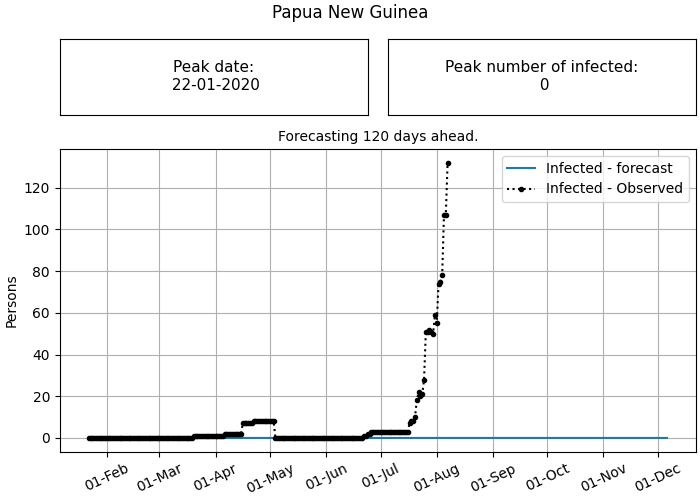 Papua New Guinea
Peak date:
22-01-2020
Peak number of infected:
0
Forecasting 120 days ahead.
Infected - forecast
Infected - Observed
Persons
120
100
80
60
40
20
0
01-Feb
01-Mar
01-Apr
01-May
01-Jun
01-Jul
01-Aug
01-Sep
01-Oct
01-Nov
01-Dec